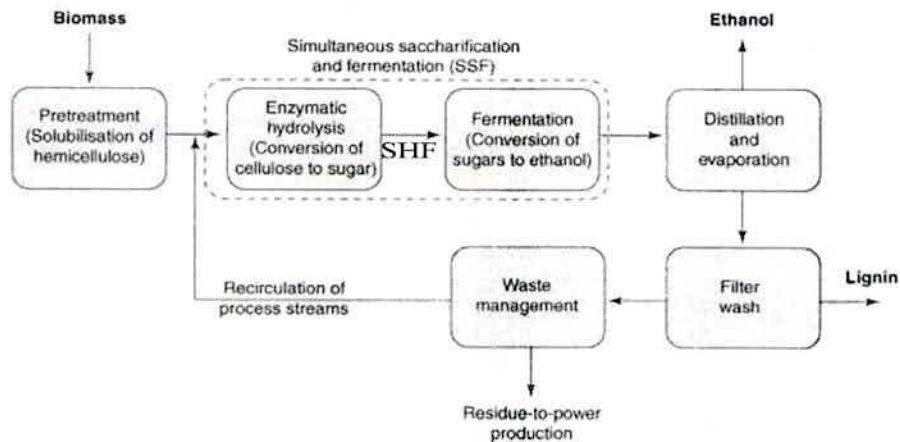 Biomass
Ethanol
Simultaneous saccharification
and fermentation (SSF)
Pretreatment
(Solubilisation of
hemicellulose)
Enzymatic
hydrolysis
(Conversion of
cellulose to sugar)
SHF
Fermentation
(Conversion of
sugars to ethanol)
Distillation
and
evaporation
Recirculation of
process streams
Waste
management
Filter
wash
Lignin
Residue-to-power
production